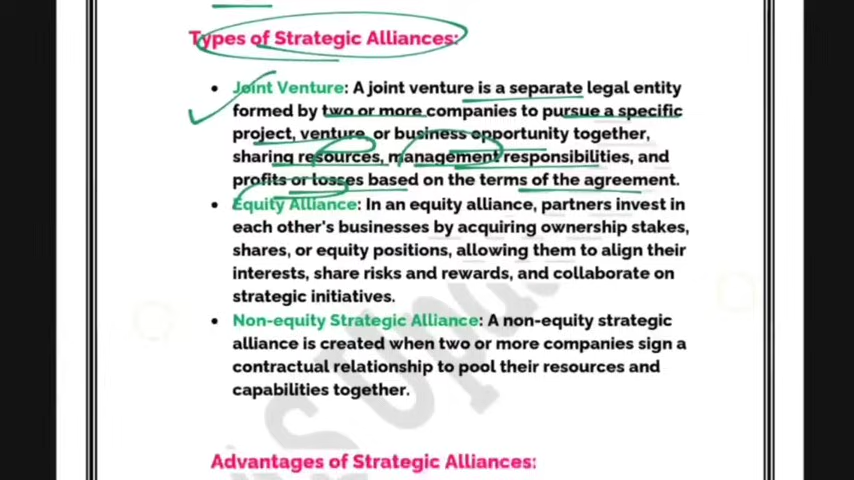 Types of Strategic Alliances:
• Joint Venture: A joint venture is a separate legal entity
formed by two or more companies to pursue a specific
project, venture, or business opportunity together,
sharing resources, management responsibilities, and
profits or losses based on the terms of the agreement.
• Equity Alliance: In an equity alliance, partners invest in
each other's businesses by acquiring ownership stakes,
shares, or equity positions, allowing them to align their
interests, share risks and rewards, and collaborate on
strategic initiatives.
• Non-equity Strategic Alliance: A non-equity strategic
alliance is created when two or more companies sign a
contractual relationship to pool their resources and
capabilities together.
Advantages of Strategic Alliances: